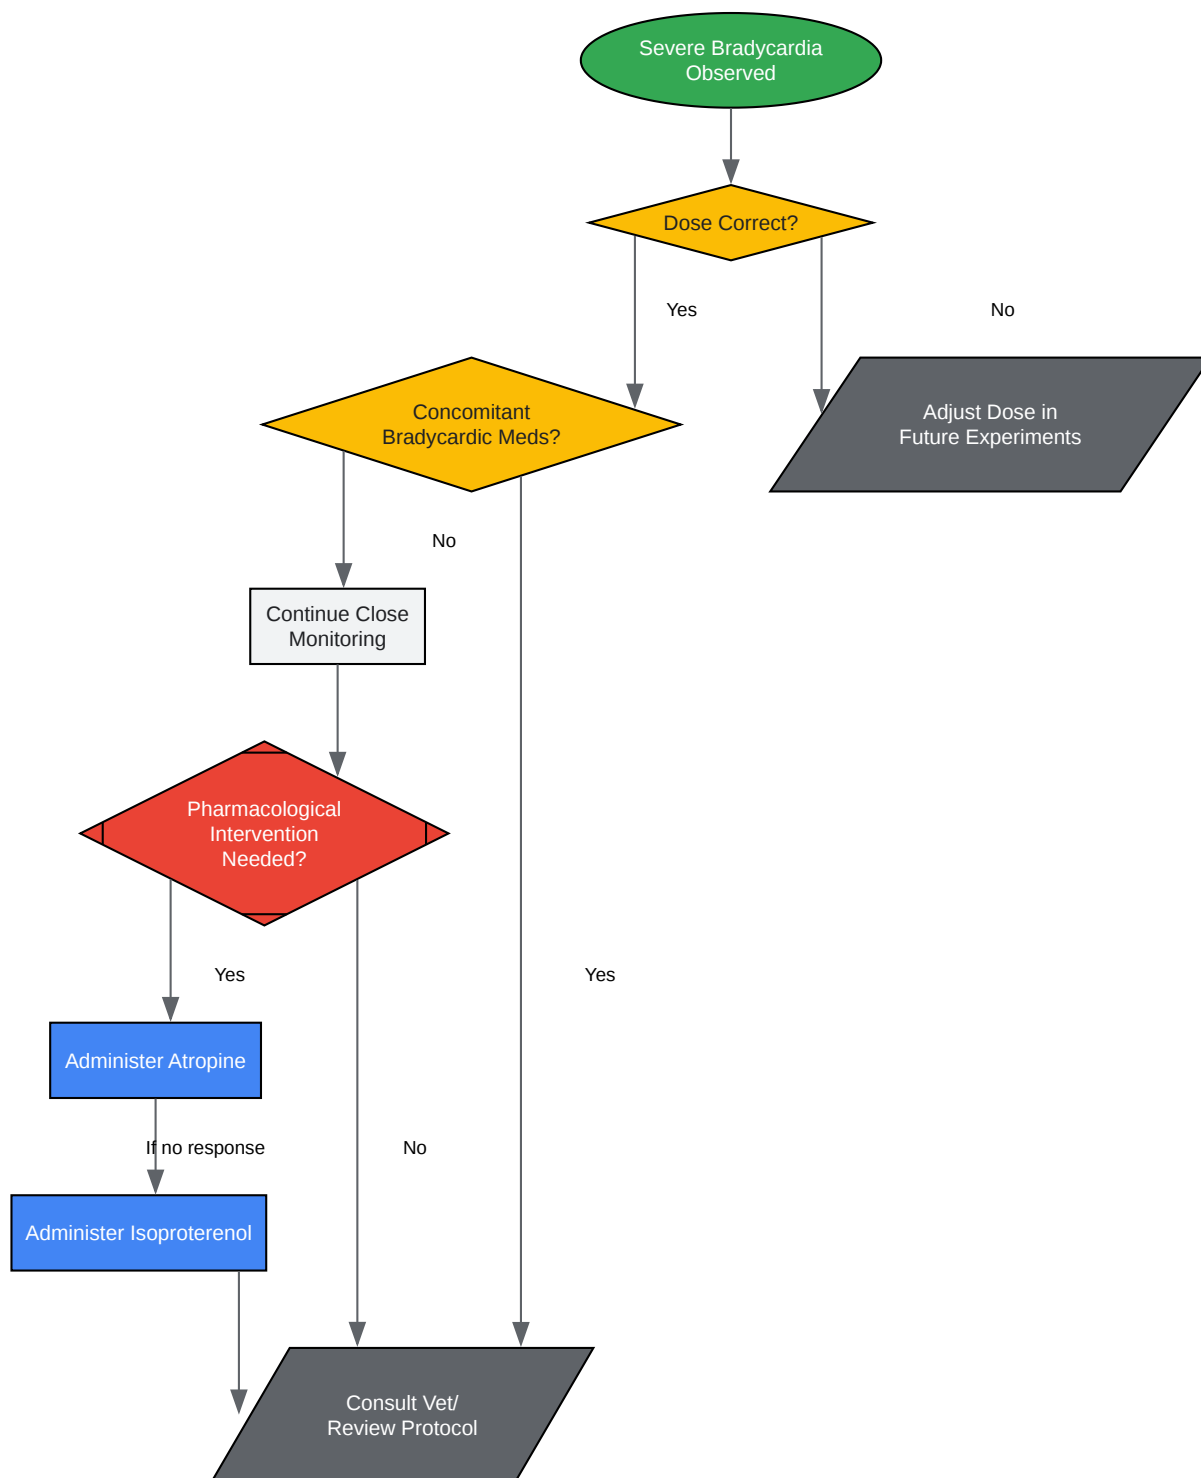 Severe Bradycardia
Observed
Dose Correct?
Yes
No
Concomitant
Bradycardic Meds?
Adjust Dose in
Future Experiments
No
Continue Close
Monitoring
Pharmacological
Intervention
Needed?
Yes
Yes
Administer Atropine
If no response
No
Administer Isoproterenol
Consult Vet/
Review Protocol